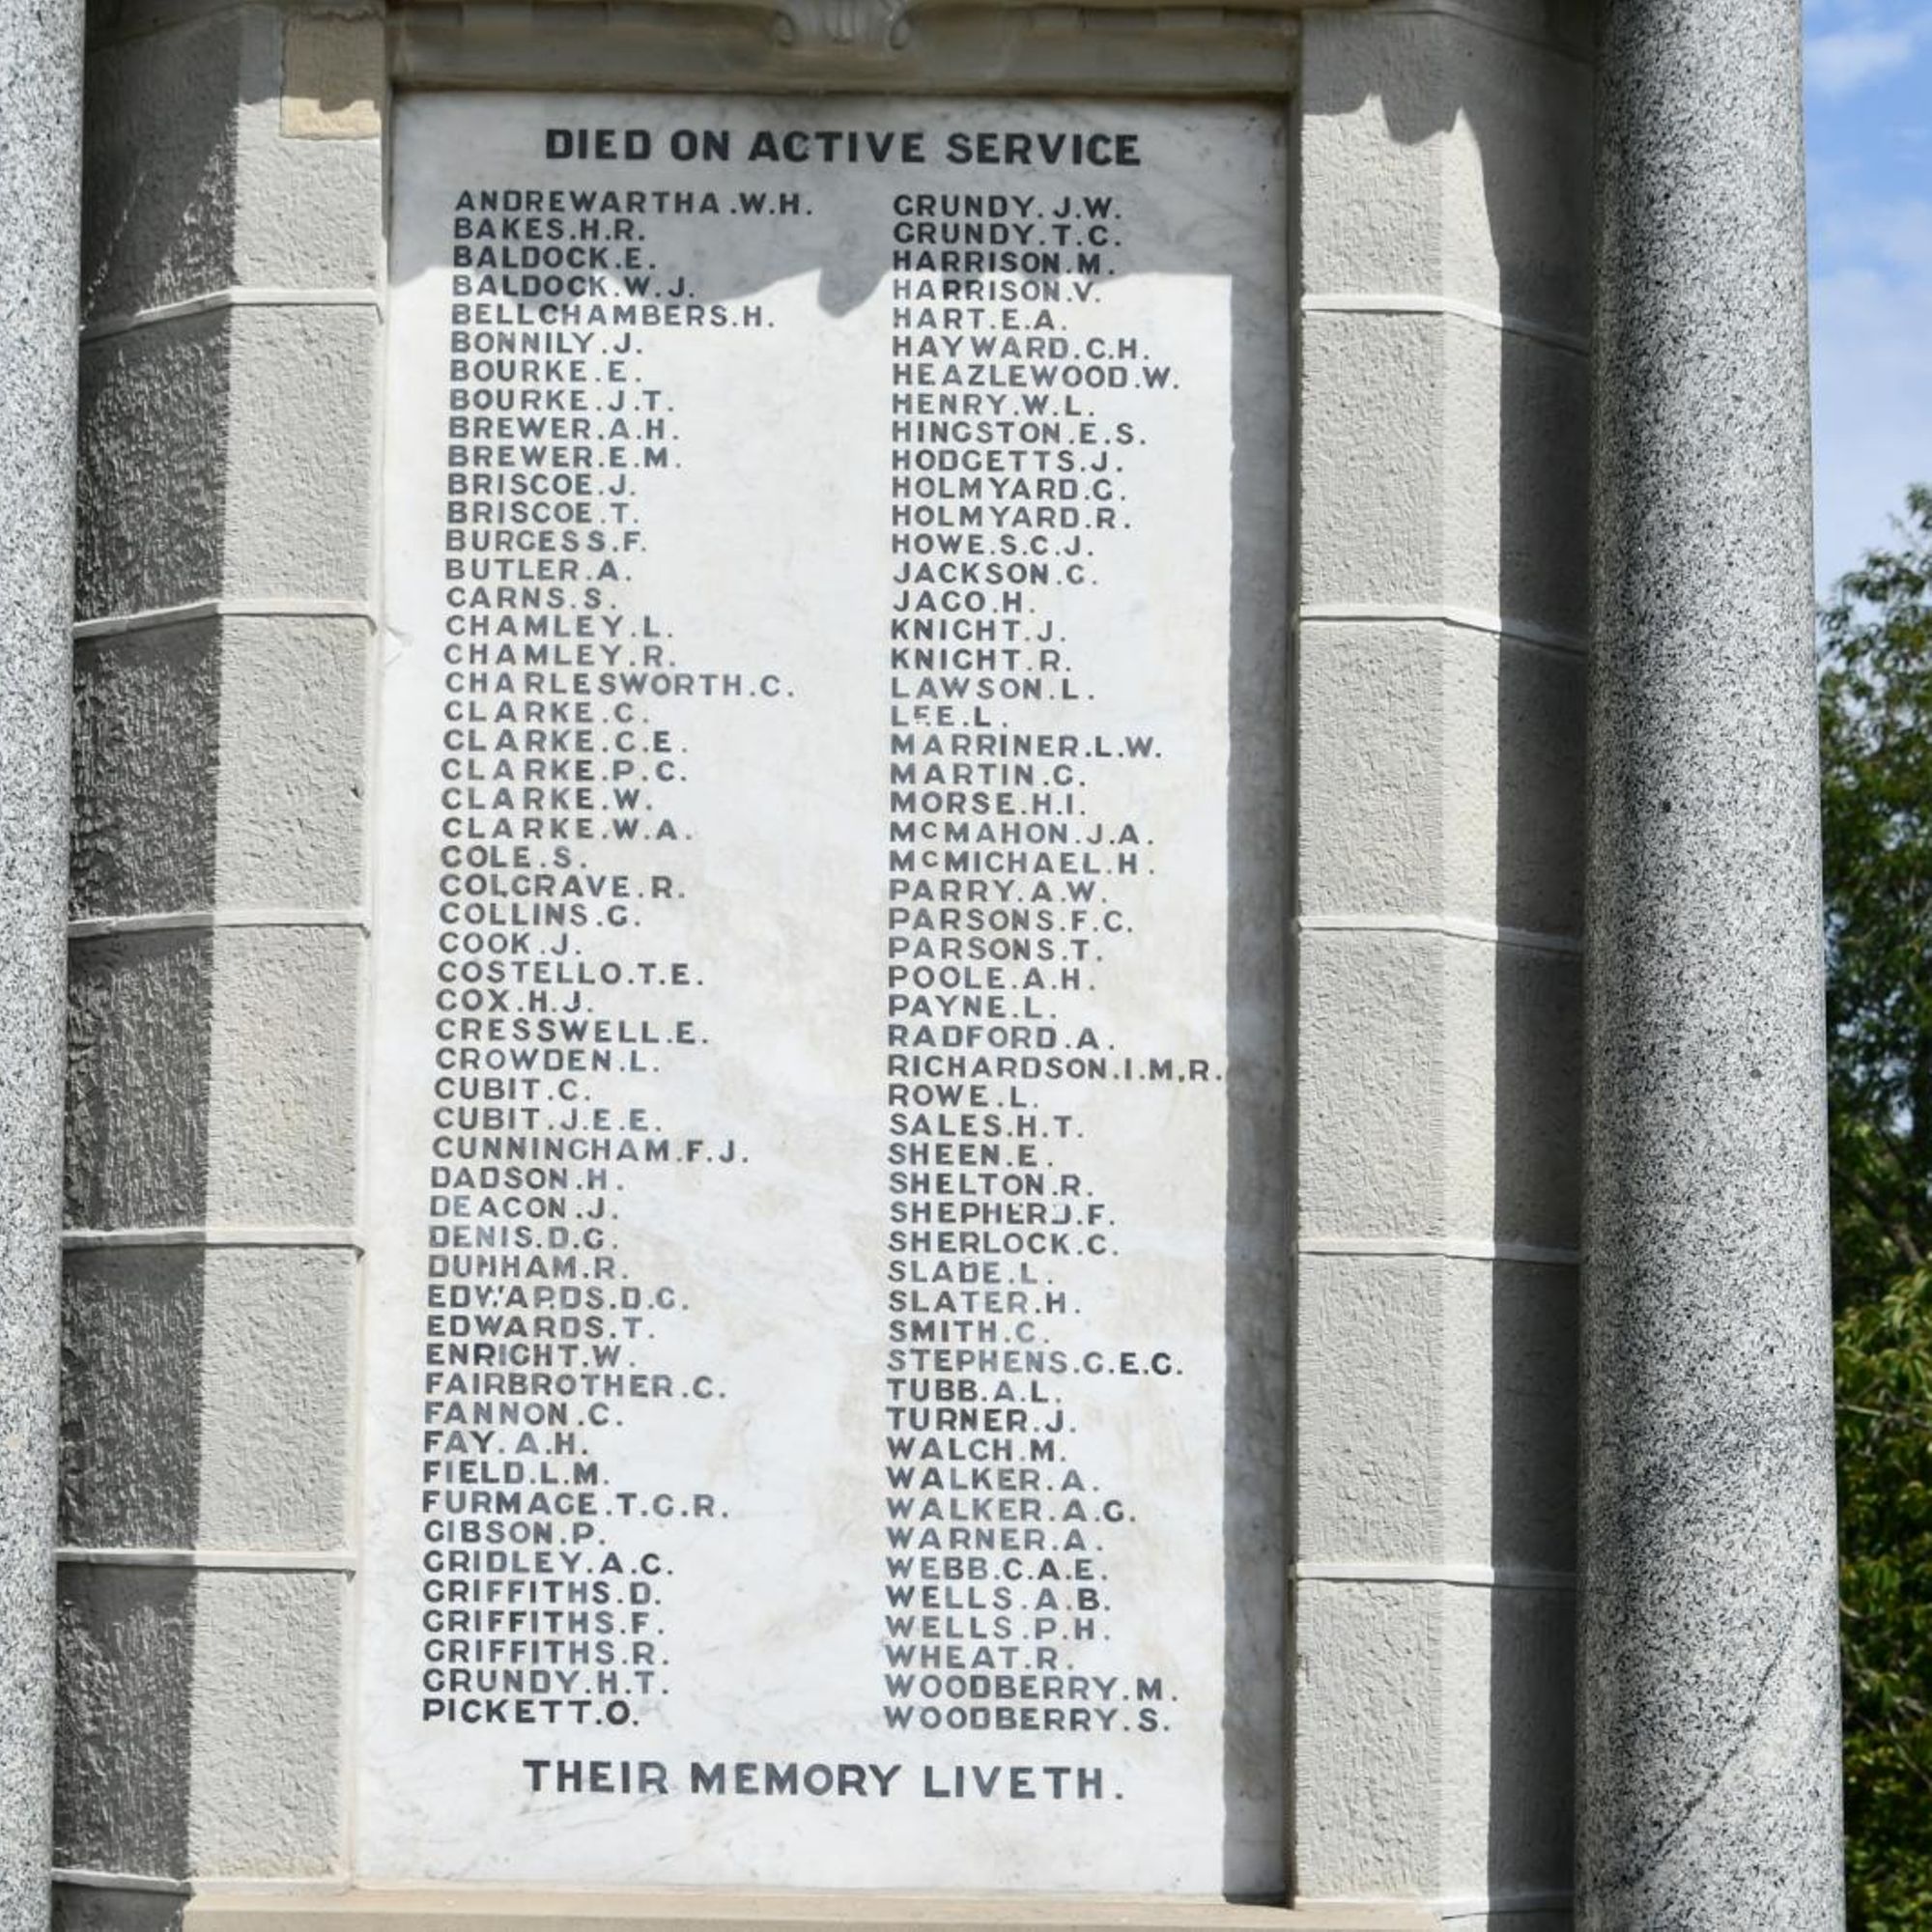 DIED ON ACTIVE SERVICE
ANDREWARTHA.W.H.
BAKES.H.R.
BALDOCK.E.
BALDOCK.W.J.
BELLCHAMBERS.H.
BONNILY.J.
BOURKE.E.
BOURKE.J.T.
BREWER.A.H.
BREWER.E.M.
BRISCOE.J.
BRISCOE.T.
BURGESS.F.
BUTLER.A.
CARNS.S.
CHAMLEY.L.
CHAMLEY.R.
CHARLESWORTH.C.
CLARKE.C.
CLARKE.C.E.
CLARKE.P.C.
CLARKE.W.
CLARKE.W.A.
COLE.S.
COLGRAVE.R.
COLLINS.G.
COOK.J.
COSTELLO.T.E.
COX.H.J.
CRESSWELL.E.
CROWDEN.L.
CUBIT.C.
CUBIT.J.E.E.
CUNNINGHAM.F.J.
DADSON.H.
DEACON.J.
DENIS.D.G.
DUNHAM.R.
EDWARDS.D.G.
EDWARDS.T.
ENRIGHT.W.
FAIRBROTHER.C.
FANNON.C.
FAY.A.H.
FIELD.L.M.
FURMAGE.T.G.R.
GIBSON.P.
GRIDLEY.A.C.
GRIFFITHS.D.
GRIFFITHS.F.
GRIFFITHS.R.
GRUNDY.H.T.
PICKETT.O.
GRUNDY.J.W.
GRUNDY.T.C.
HARRISON.M.
HARRISON.V.
HART.E.A.
HAYWARD.C.H.
HEAZLEWOOD.W.
HENRY.W.L.
HINGSTON.E.S.
HODGETTS.J.
HOLMYARD.G.
HOLMYARD.R.
HOWE.S.C.J.
JACKSON.G.
JACO.H.
KNIGHT.J.
KNIGHT.R.
LAWSON.L.
LEE.L.
MARRINER.L.W.
MARTIN.G.
MORSE.H.I.
McMAHON.J.A.
McMICHAEL.H.
PARRY.A.W.
PARSONS.F.C.
PARSONS.T.
POOLE.A.H.
PAYNE.L.
RADFORD.A.
RICHARDSON.I.M.R.
ROWE.L.
SALES.H.T.
SHEEN.E.
SHELTON.R.
SHEPHERD.F.
SHERLOCK.C.
SLADE.L.
SLATER.H.
SMITH.C.
STEPHENS.G.E.G.
TUBB.A.L.
TURNER.J.
WALCH.M.
WALKER.A.
WALKER.A.G.
WARNER.A.
WEBB.C.A.E.
WELLS.A.B.
WELLS.P.H.
WHEAT.R.
WOODBERRY.M.
WOODBERRY.S.
THEIR MEMORY LIVETH.